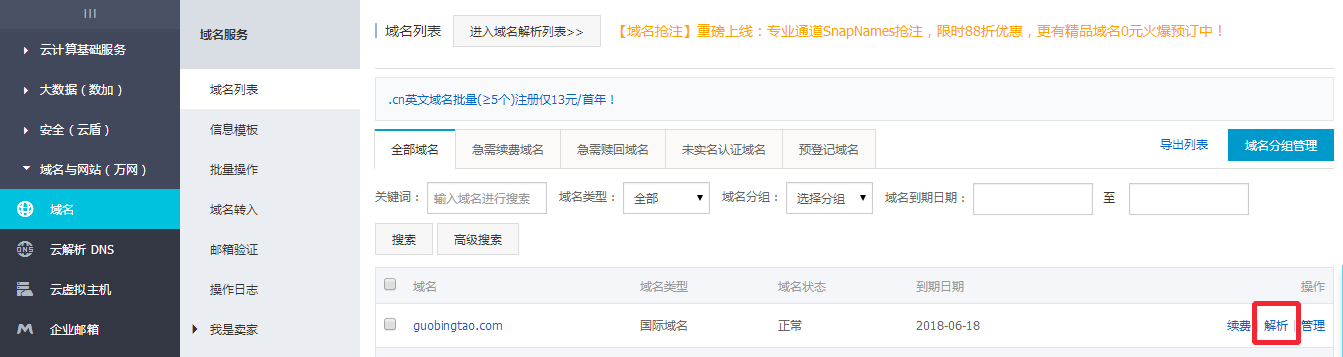 云计算基础服务
大数据（数加）
安全（云盾）
域名与网站（万网）
域名
云解析 DNS
云虚拟主机
企业邮箱
域名服务
域名列表
信息模板
批量操作
域名转入
邮箱验证
操作日志
我是卖家
域名列表 进入域名解析列表>> 【域名抢注】重磅上线：专业通道SnapNames抢注，限时88折优惠，更有精品域名0元火爆预订中！
.cn英文域名批量(≥5个)注册仅13元/首年！
全部域名 急需续费域名 急需赎回域名 未实名认证域名 预登记域名 导出列表 域名分组管理
关键词： 输入域名进行搜索 域名类型： 全部 域名分组： 选择分组 域名到期日期： 至
搜索 高级搜索
域名 域名类型 域名状态 到期日期 操作
guobingtao.com 国际域名 正常 2018-06-18 续费 | 解析 | 管理